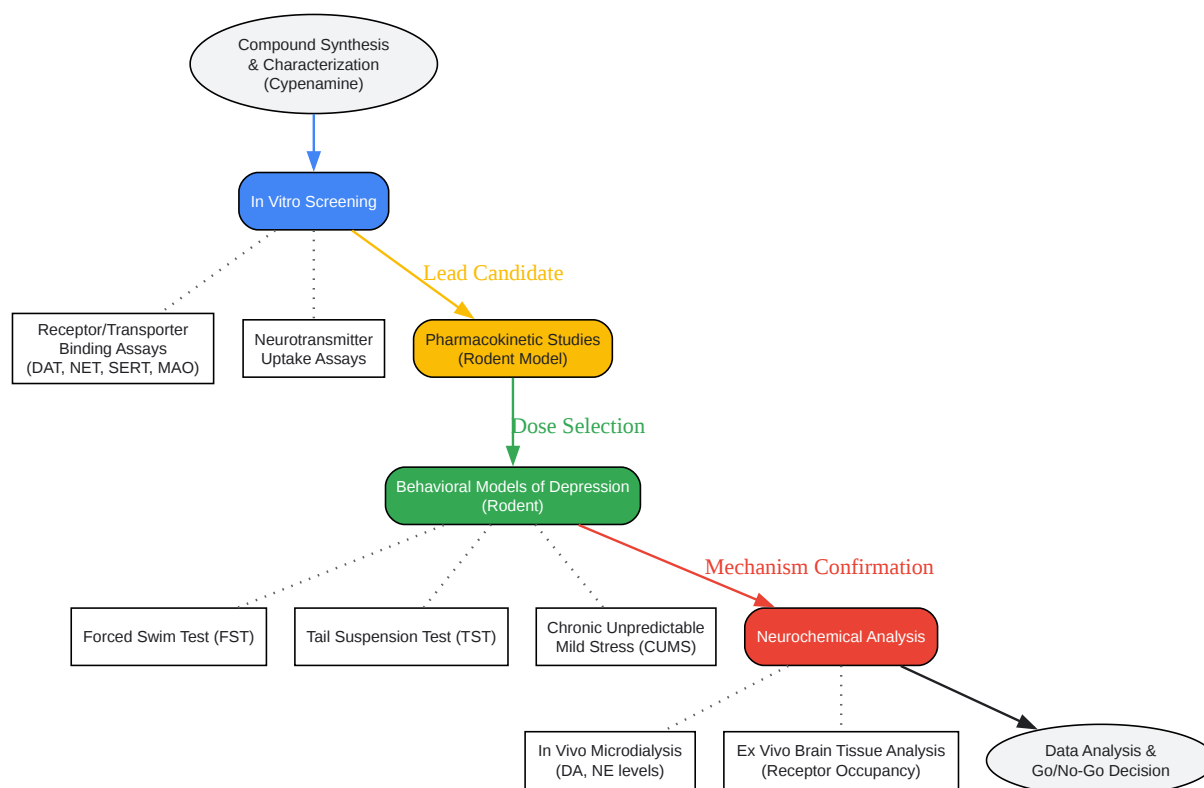 Compound Synthesis
& Characterization
(Cypenamine)
In Vitro Screening
Lead Candidate
Receptor/Transporter
Binding Assays
(DAT, NET, SERT, MAO)
Neurotransmitter
Uptake Assays
Pharmacokinetic Studies
(Rodent Model)
Dose Selection
Behavioral Models of Depression
(Rodent)
Mechanism Confirmation
Forced Swim Test (FST)
Tail Suspension Test (TST)
Chronic Unpredictable
Mild Stress (CUMS)
Neurochemical Analysis
In Vivo Microdialysis
(DA, NE levels)
Ex Vivo Brain Tissue Analysis
(Receptor Occupancy)
Data Analysis &
Go/No-Go Decision